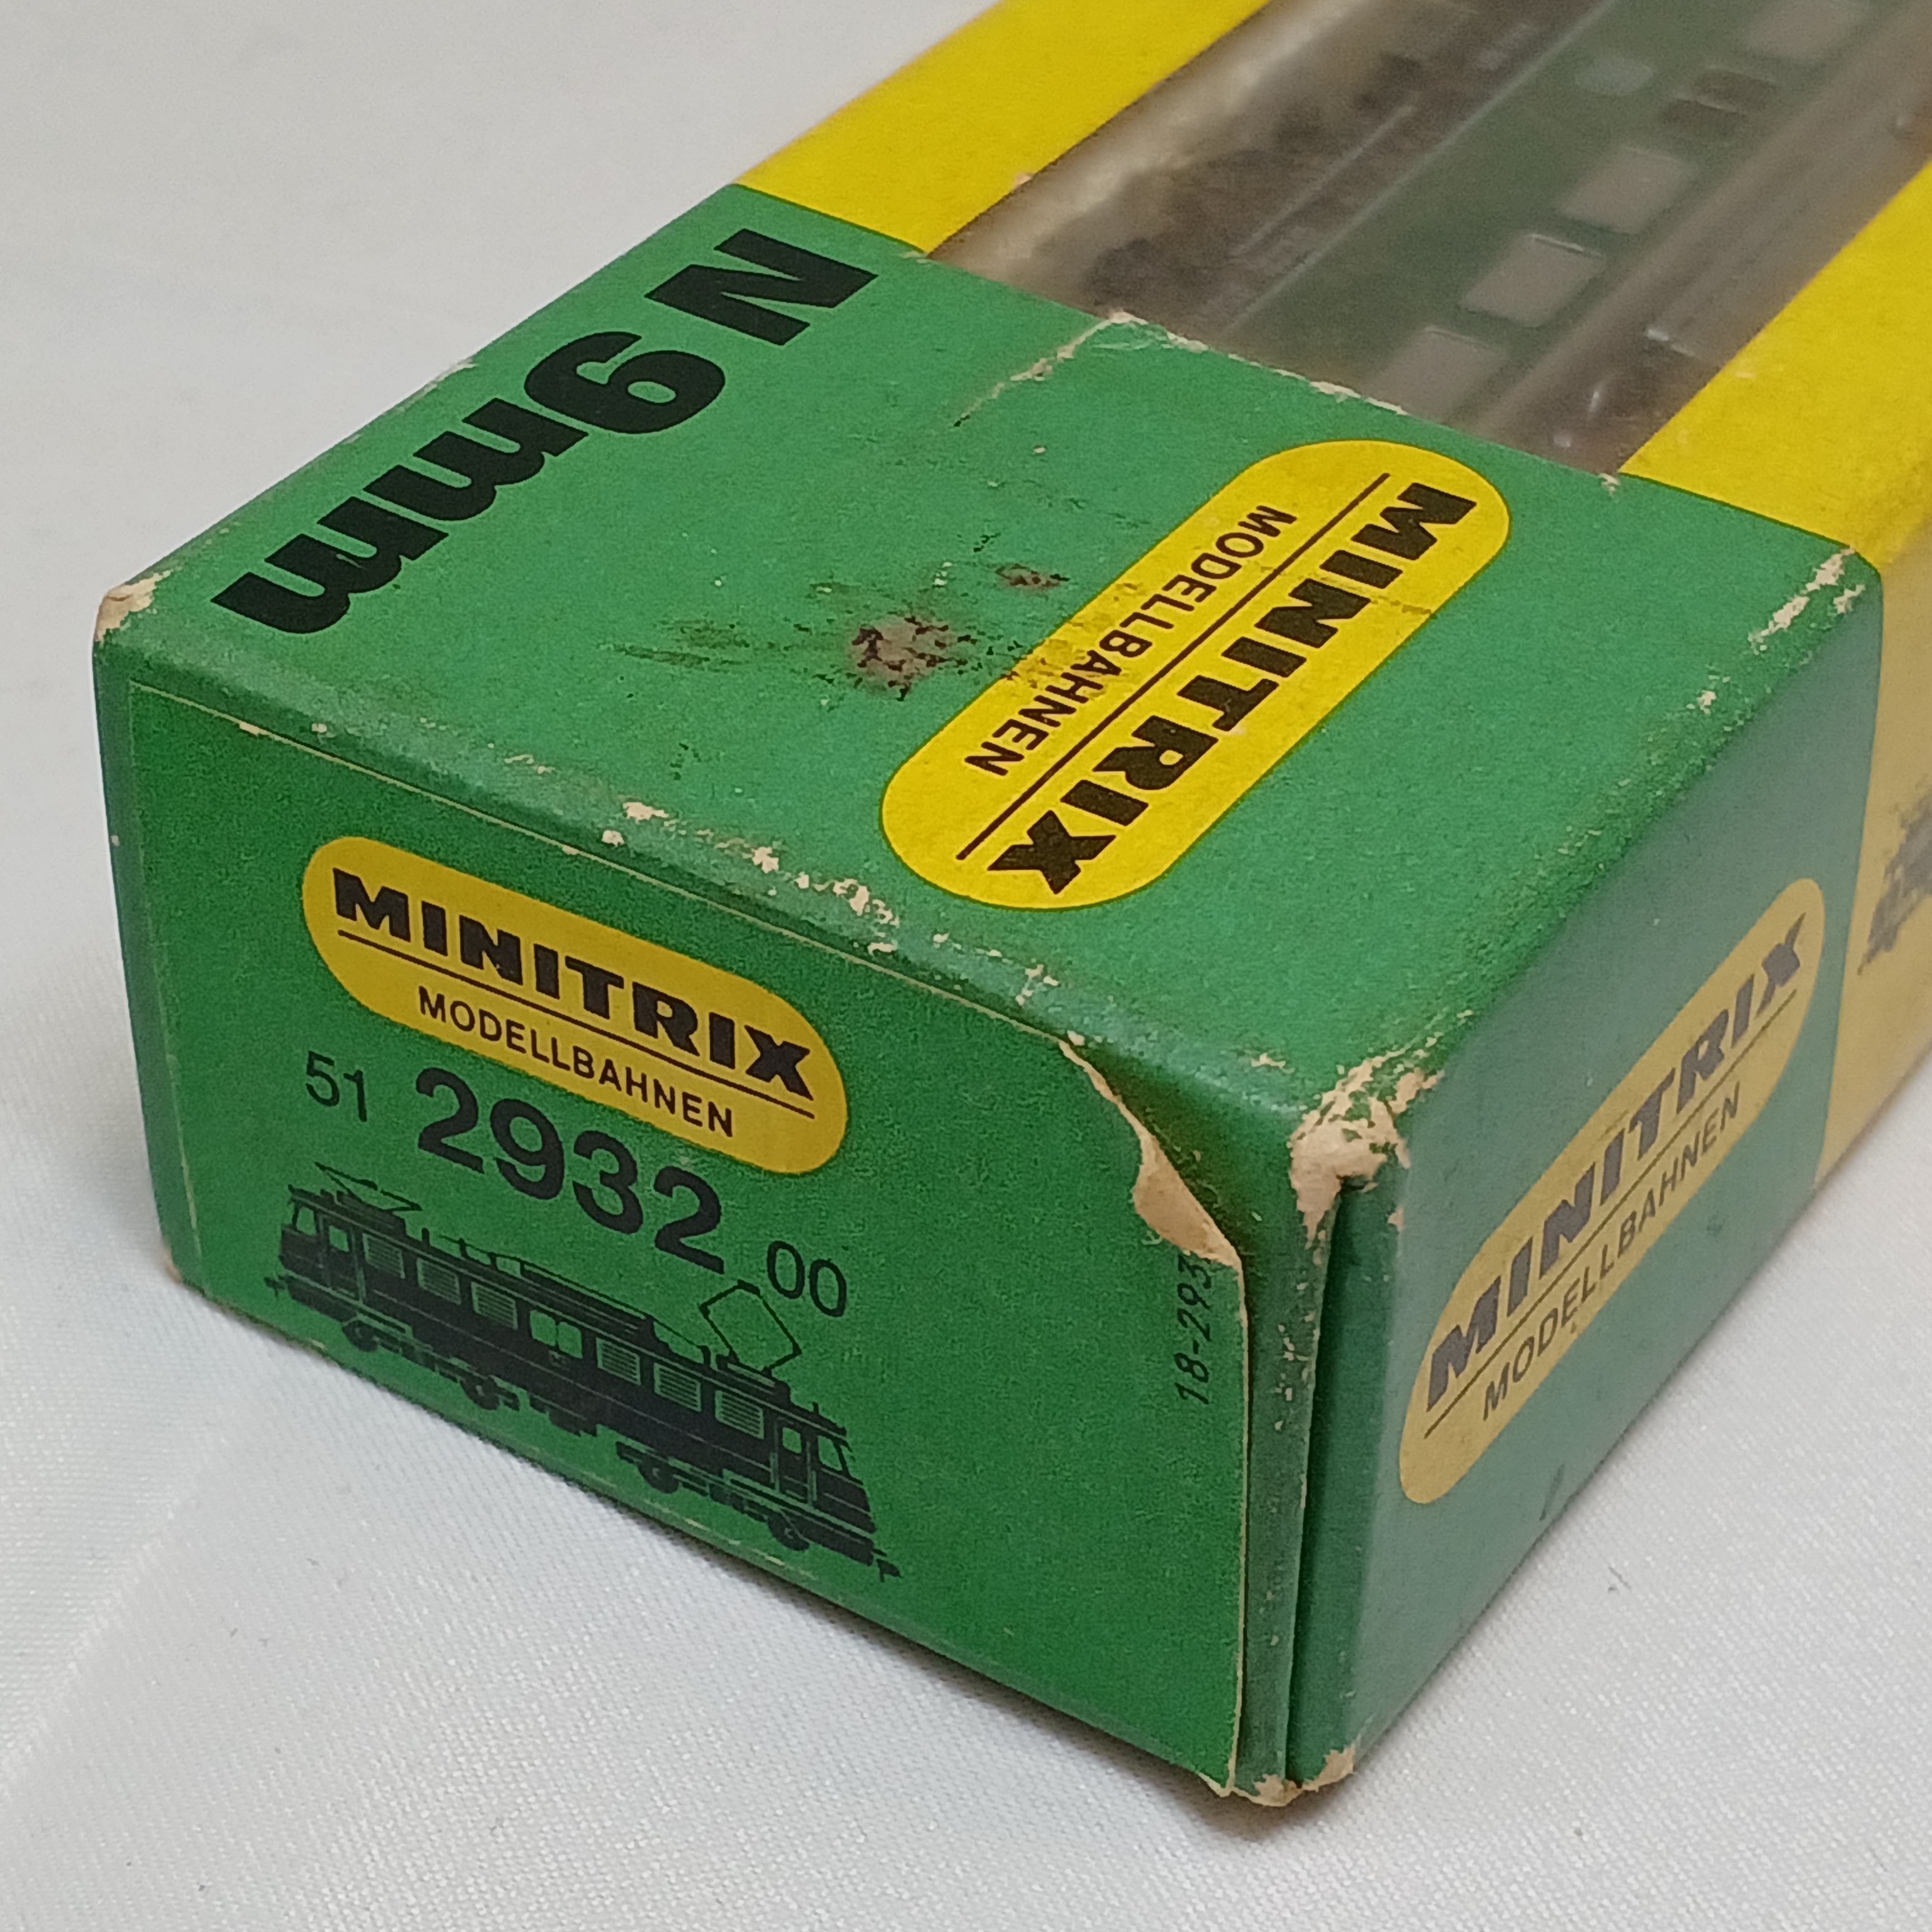 N 9mm
MINITRIX
MODELLBAHNEN
MINITRIX
MODELLBAHNEN
51 2932 00
18-293
MINITRIX
MODELLBAHNEN